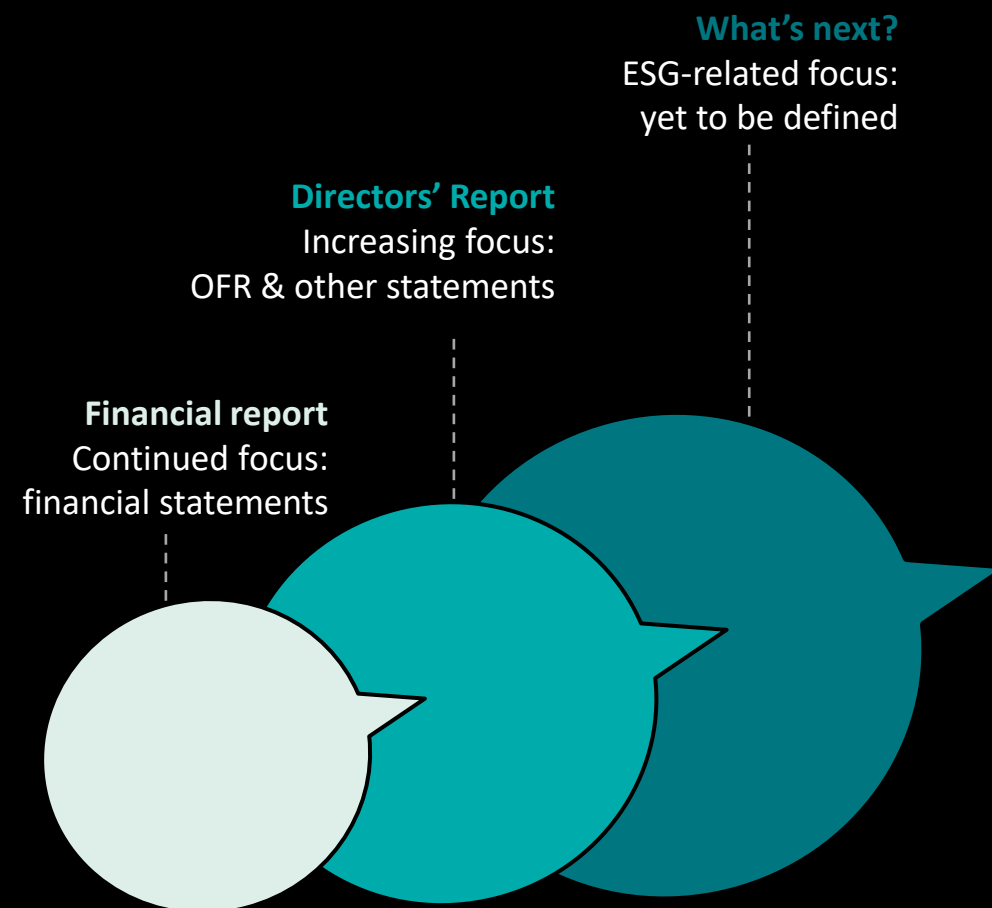 What’s next?
ESG-related focus:
yet to be defined
Directors’ Report
Increasing focus:
OFR & other statements
Financial report
Continued focus:
financial statements